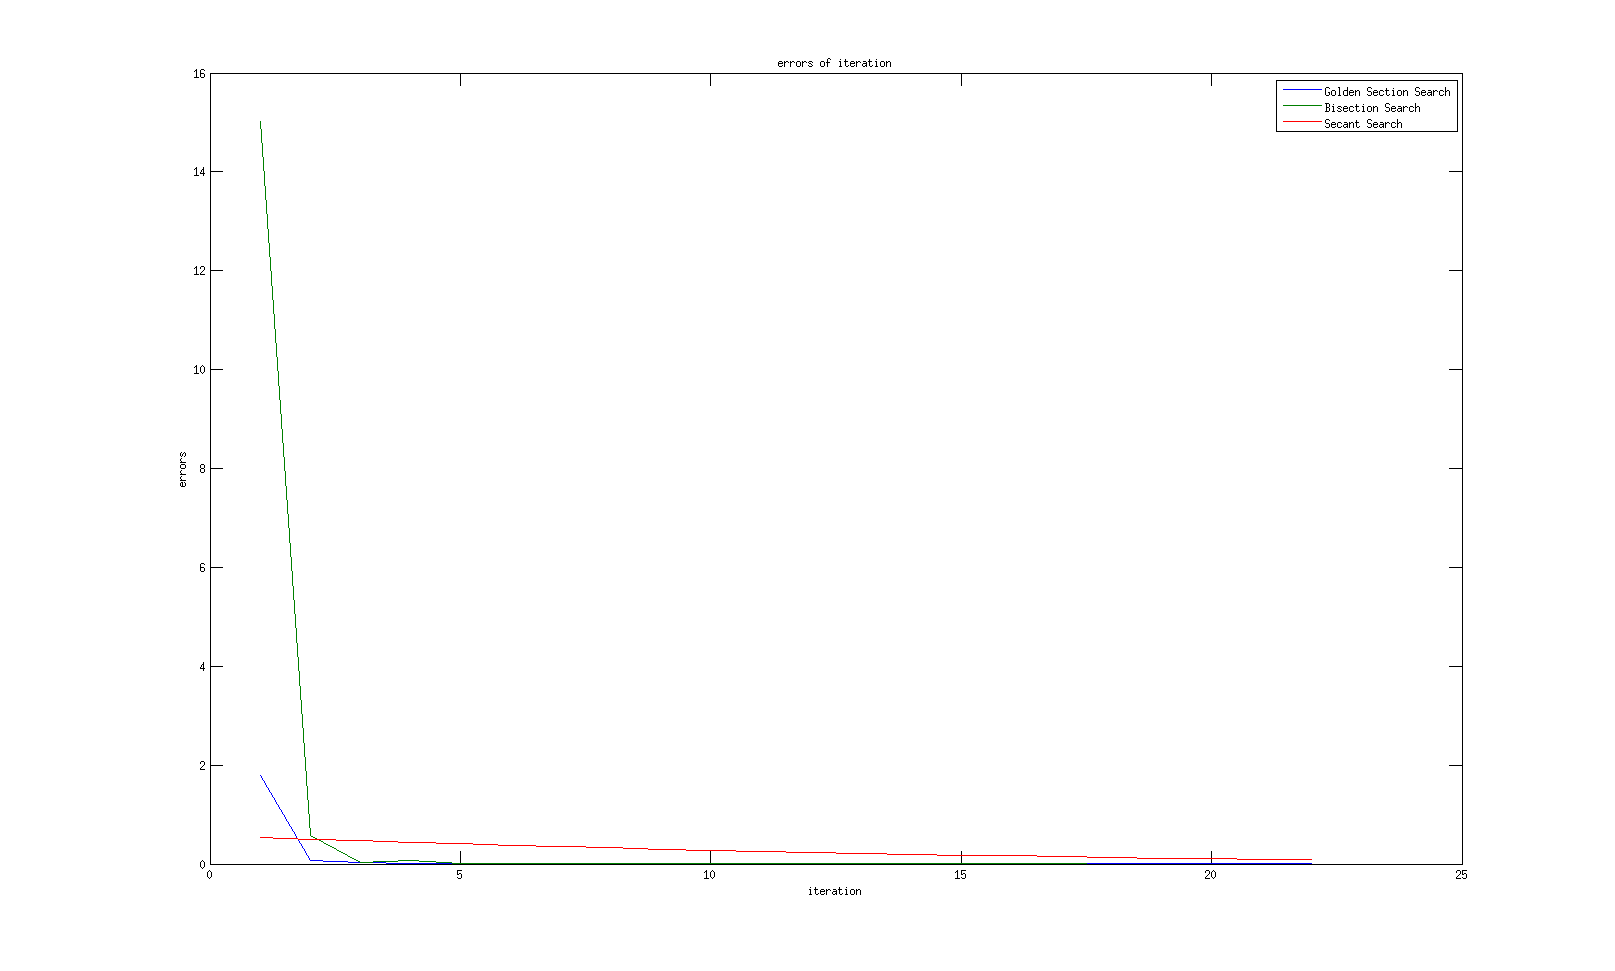 errors of iteration
Golden Section Search
Bisection Search
Secant Search
16
14
12
10
8
6
4
2
0
errors
0 5 10 15 20 25
iteration